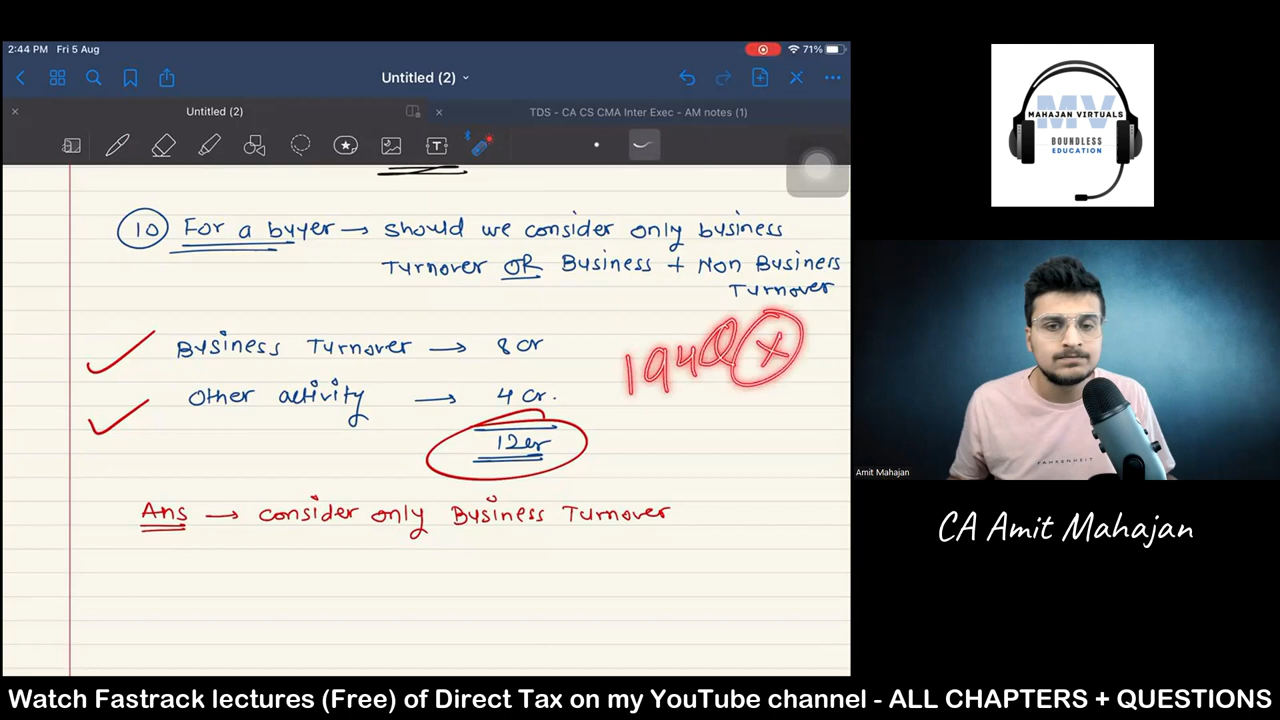 2:44 PM Fri 5 Aug
71%
Untitled (2)
Untitled (2)
TDS - CA CS CMA Inter Exec - AM notes (1)
10 For a buyer → should we consider only business
Turnover OR Business + Non Business
Turnover
Business Turnover → 8 cr
194Q X
Other activity → 4 cr.
12cr
Ans → consider only Business Turnover
MV
MAHAJAN VIRTUALS
BOUNDLESS
EDUCATION
FAHRENHEIT
Amit Mahajan
CA Amit Mahajan
Watch Fastrack lectures (Free) of Direct Tax on my YouTube channel - ALL CHAPTERS + QUESTIONS